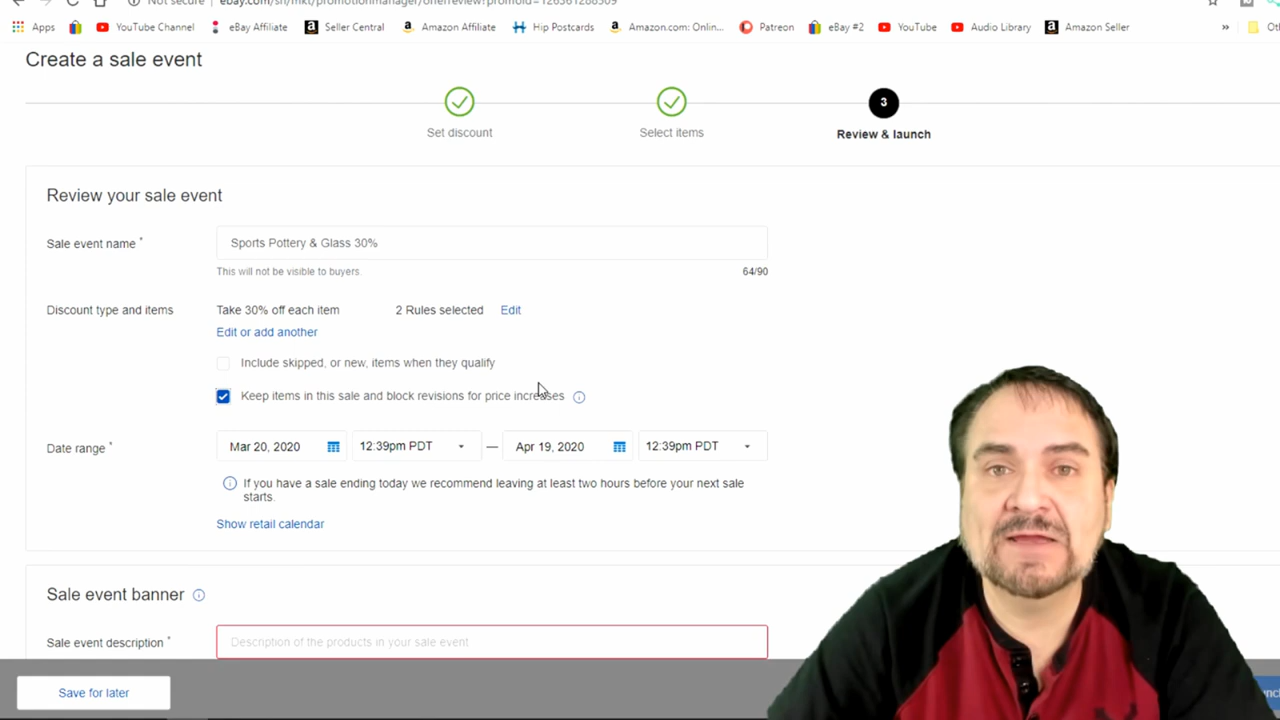 Not secure ebay.com/sh/mkt/promotionmanager/
Apps YouTube Channel eBay Affiliate Seller Central Amazon Affiliate Hip Postcards Amazon.com: Onlin... Patreon eBay #2 YouTube Audio Library Amazon Seller »
Create a sale event
3
Set discount Select items Review & launch
Review your sale event
Sale event name * Sports Pottery & Glass 30%
This will not be visible to buyers. 64/90
Discount type and items Take 30% off each item 2 Rules selected Edit
Edit or add another
Include skipped, or new, items when they qualify
Keep items in this sale and block revisions for price increases
Date range * Mar 20, 2020 12:39pm PDT — Apr 19, 2020 12:39pm PDT
If you have a sale ending today we recommend leaving at least two hours before your next sale
starts.
Show retail calendar
Sale event banner
Sale event description * Description of the products in your sale event
Save for later